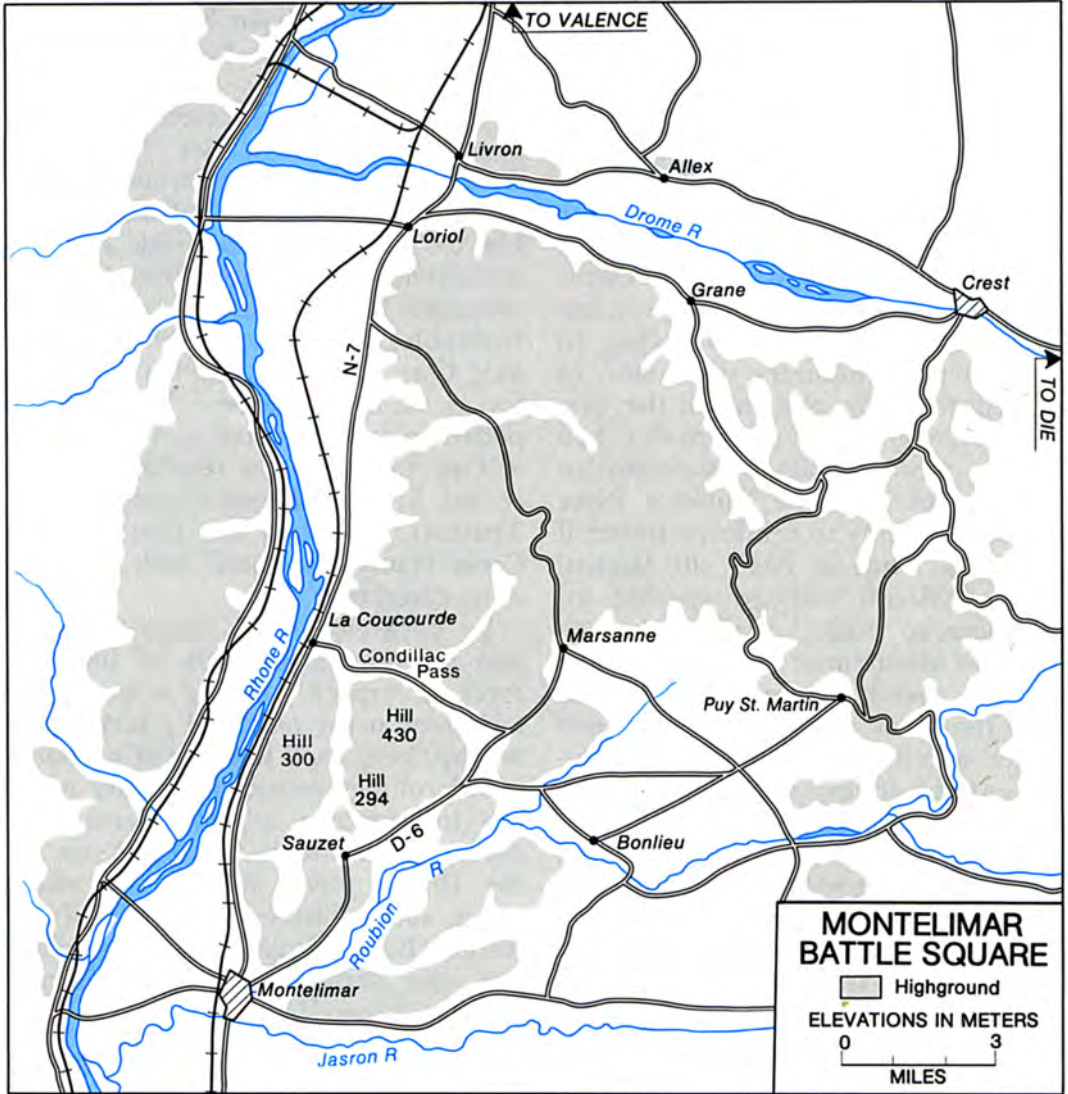 TO VALENCE
Livron
Allex
Drome R
Loriol
Crest
Grane
N-7
TO DIE
La Coucourde
Rhone R
Condillac
Pass
Marsanne
Puy St. Martin
Hill
430
Hill
300
Hill
294
Sauzet
D-6
Bonlieu
Roubion R
Montelimar
Jasron R
MONTELIMAR
BATTLE SQUARE
Highground
ELEVATIONS IN METERS
0 3
MILES